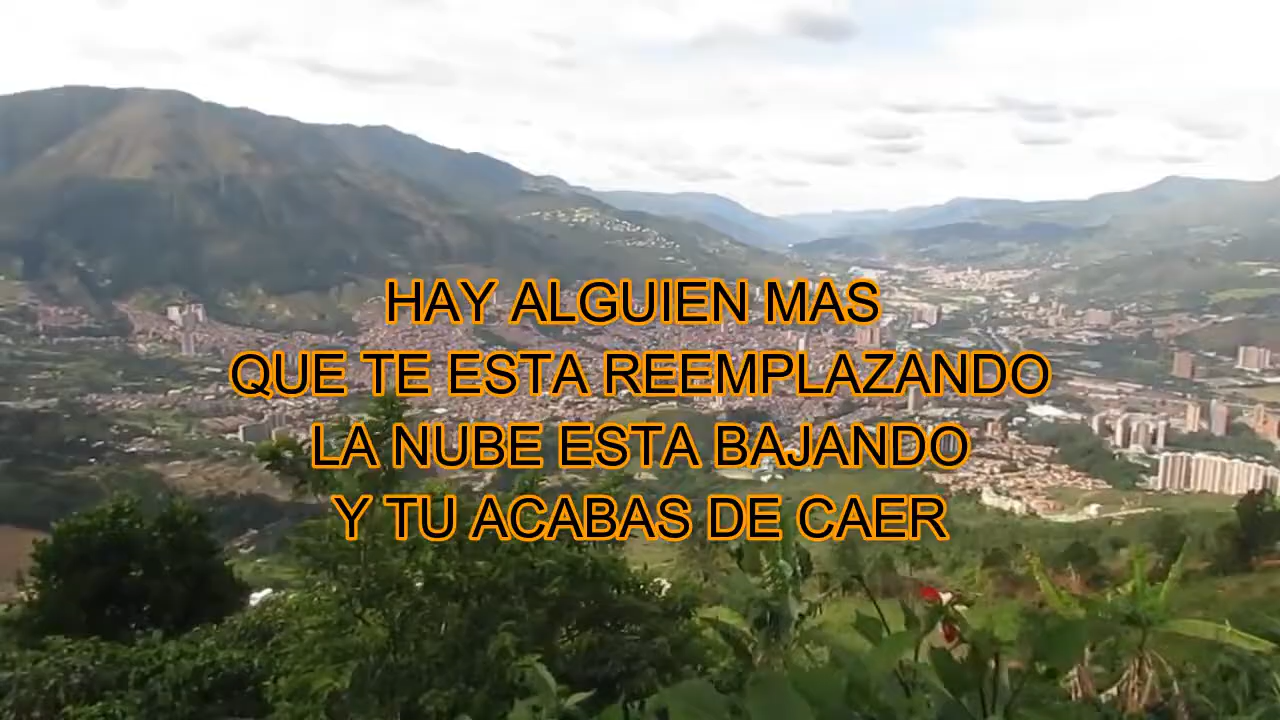 HAY ALGUIEN MAS
QUE TE ESTA REEMPLAZANDO
LA NUBE ESTA BAJANDO
Y TU ACABAS DE CAER